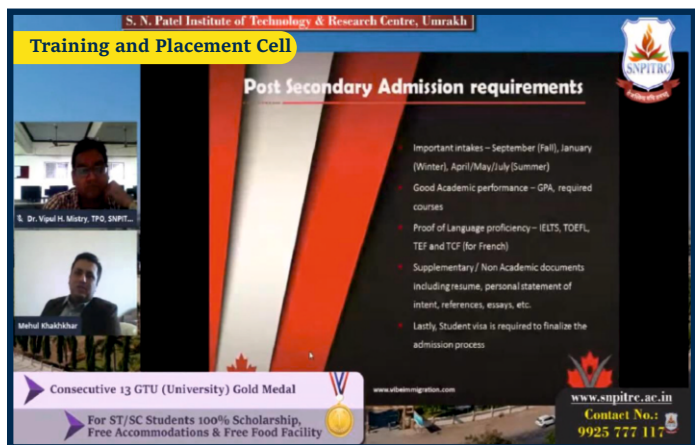 S. N. Patel Institute of Technology & Research Centre, Umrakh
Training and Placement Cell
SNPITRC
Post Secondary Admission requirements
Important intakes – September (Fall), January
(Winter), April/May/July (Summer)
Good Academic performance – GPA, required
courses
Proof of Language proficiency – IELTS, TOEFL,
TEF and TCF (for French)
Supplementary / Non Academic documents
including resume, personal statement of
intent, references, essays, etc.
Lastly, Student visa is required to finalize the
admission process
Dr. Vipul H. Mistry, TPO, SNPIT...
Mehul Khakhkhar
Consecutive 13 GTU (University) Gold Medal
For ST/SC Students 100% Scholarship,
Free Accommodations & Free Food Facility
www.vibeimmigration.com
www.snpitrc.ac.in
Contact No.:
9925 777 117